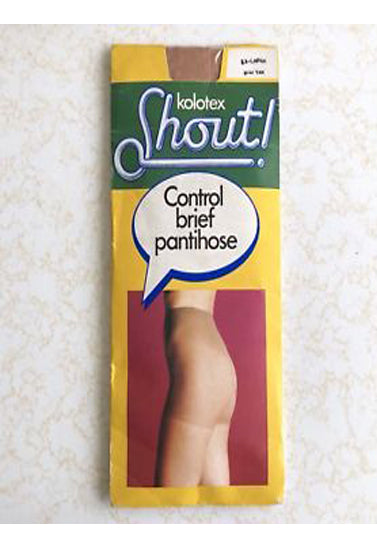 kolotex
Shout!
Control
brief
pantihose